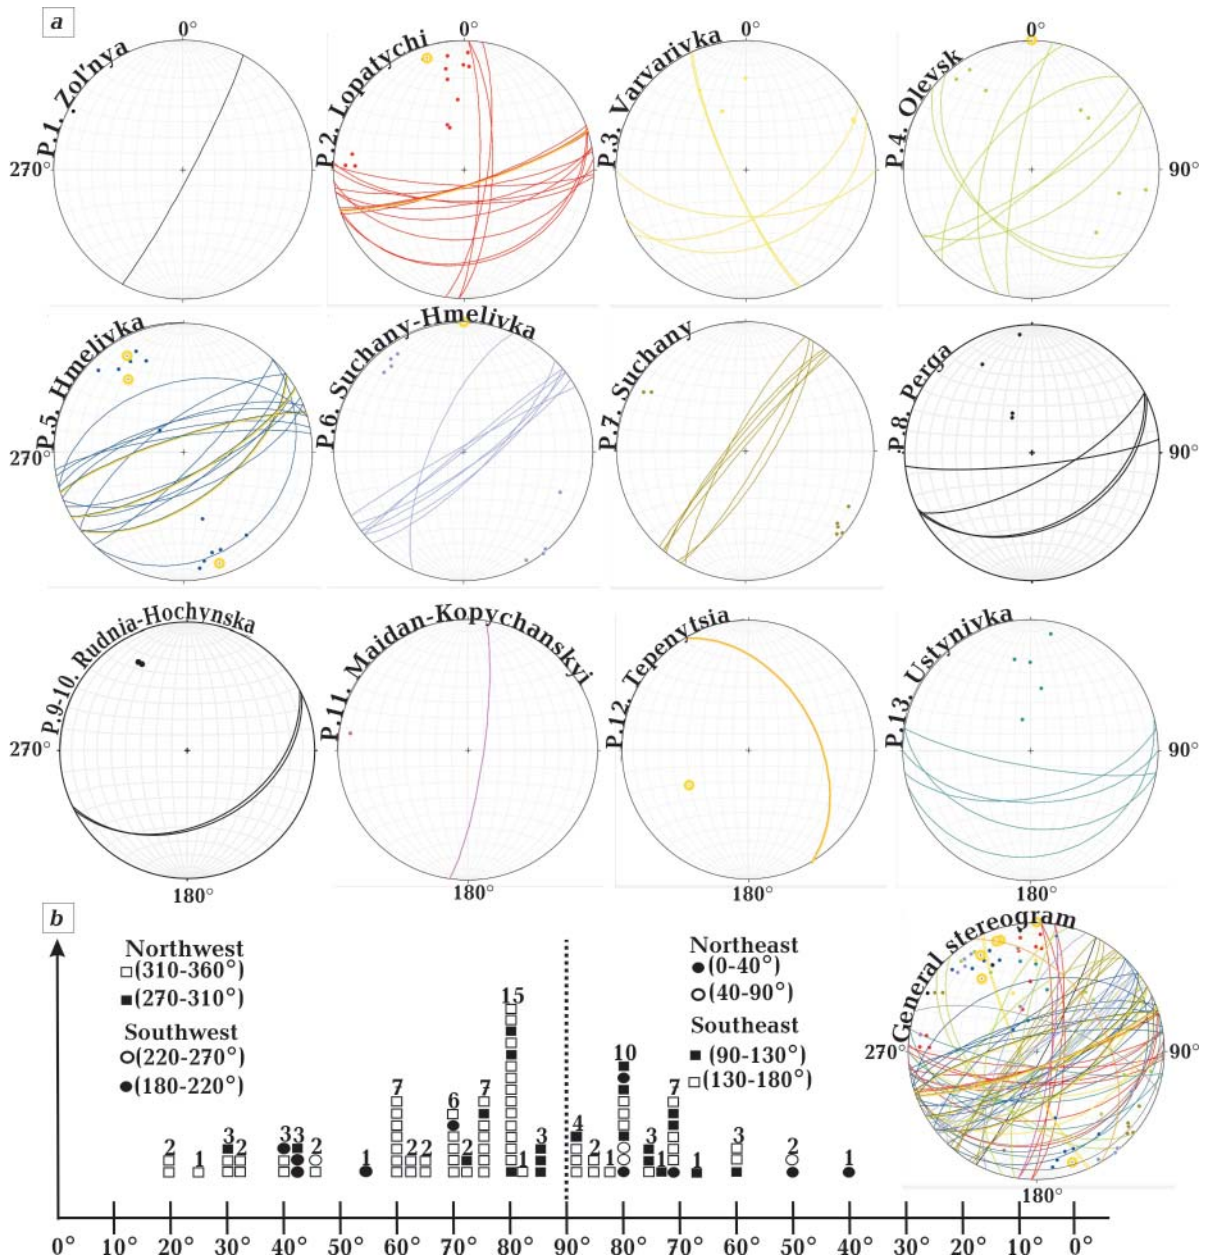 a
0°
0°
0°
P.1. Zol'nya
P.2. Lopatychi
P.3. Varvarivka
P.4. Olevsk
270°
90°
P.5. Hmelivka
P.6. Suchany-Hmelivka
P.7. Suchany
P.8. Perga
270°
90°
P.9-10. Rudnia-Hochynska
P.11. Maidan-Kopychanskyi
P.12. Tepenytsia
P.13. Ustynivka
270°
90°
180°
180°
180°
180°
b
Northwest
(310-360°)
(270-310°)
Southwest
(220-270°)
(180-220°)
Northeast
(0-40°)
(40-90°)
Southeast
(90-130°)
(130-180°)
General stereogram
270°
90°
180°
2 1 3 2 3 3 2 1 7 2 2 6 2 7 15 1 3 4 2 1 10 3 1 7 1 3 2 1
0° 10° 20° 30° 40° 50° 60° 70° 80° 90° 80° 70° 60° 50° 40° 30° 20° 10° 0°